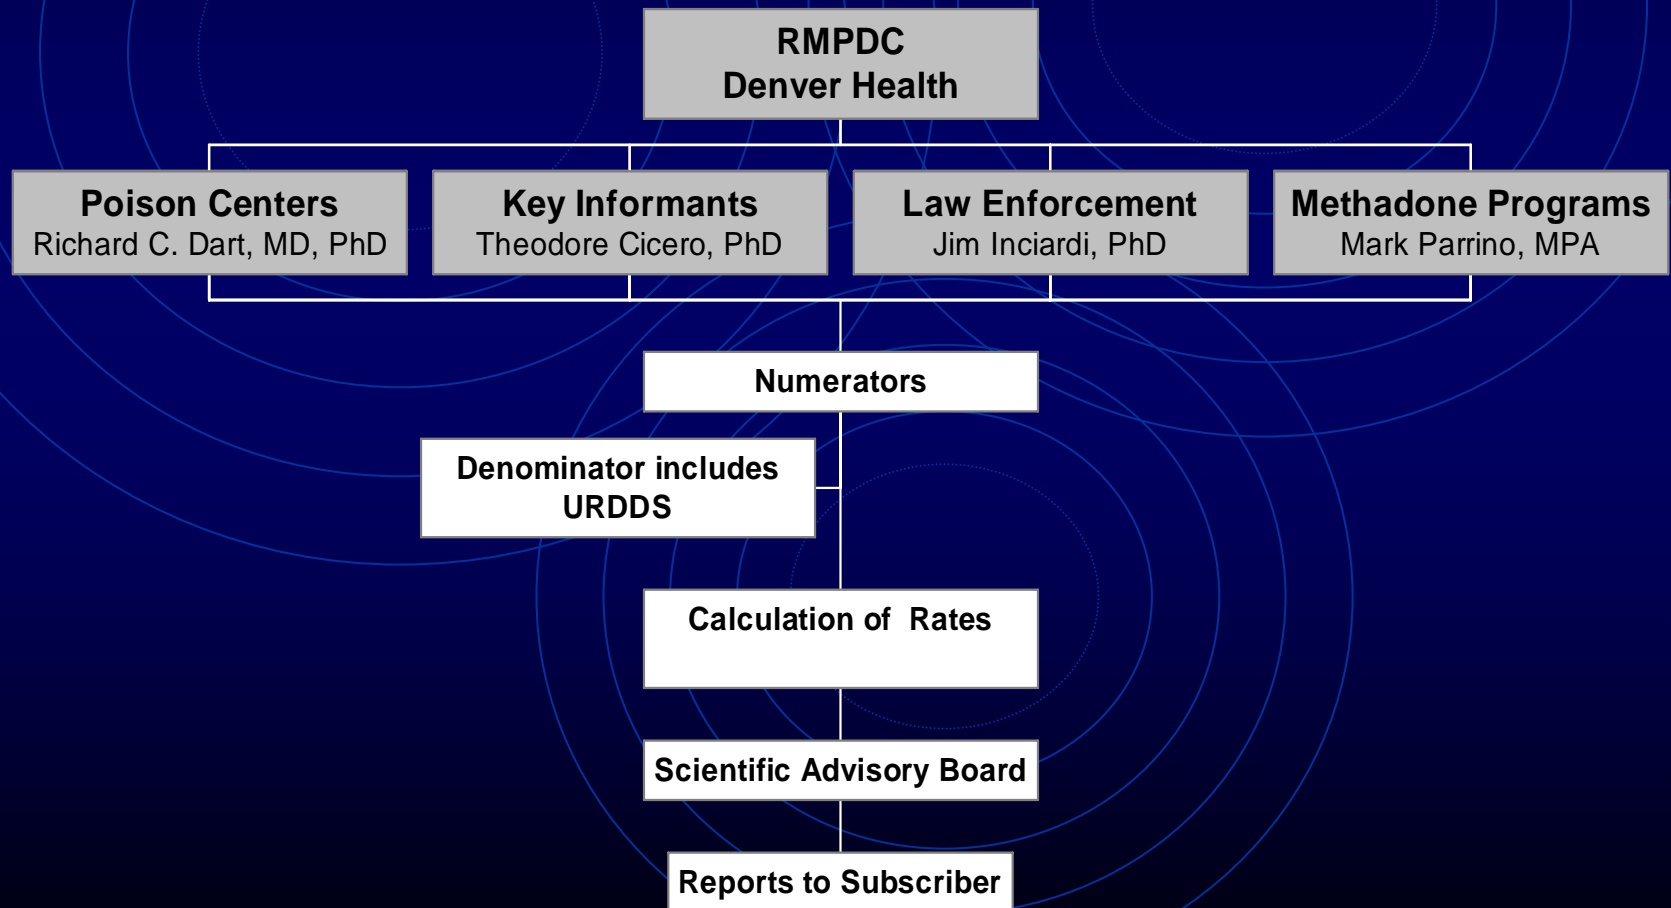 RMPDC
Denver Health
Poison Centers
Richard C. Dart, MD, PhD
Key Informants
Theodore Cicero, PhD
Law Enforcement
Jim Inciardi, PhD
Methadone Programs
Mark Parrino, MPA
Numerators
Denominator includes
URDDS
Calculation of Rates
Scientific Advisory Board
Reports to Subscriber